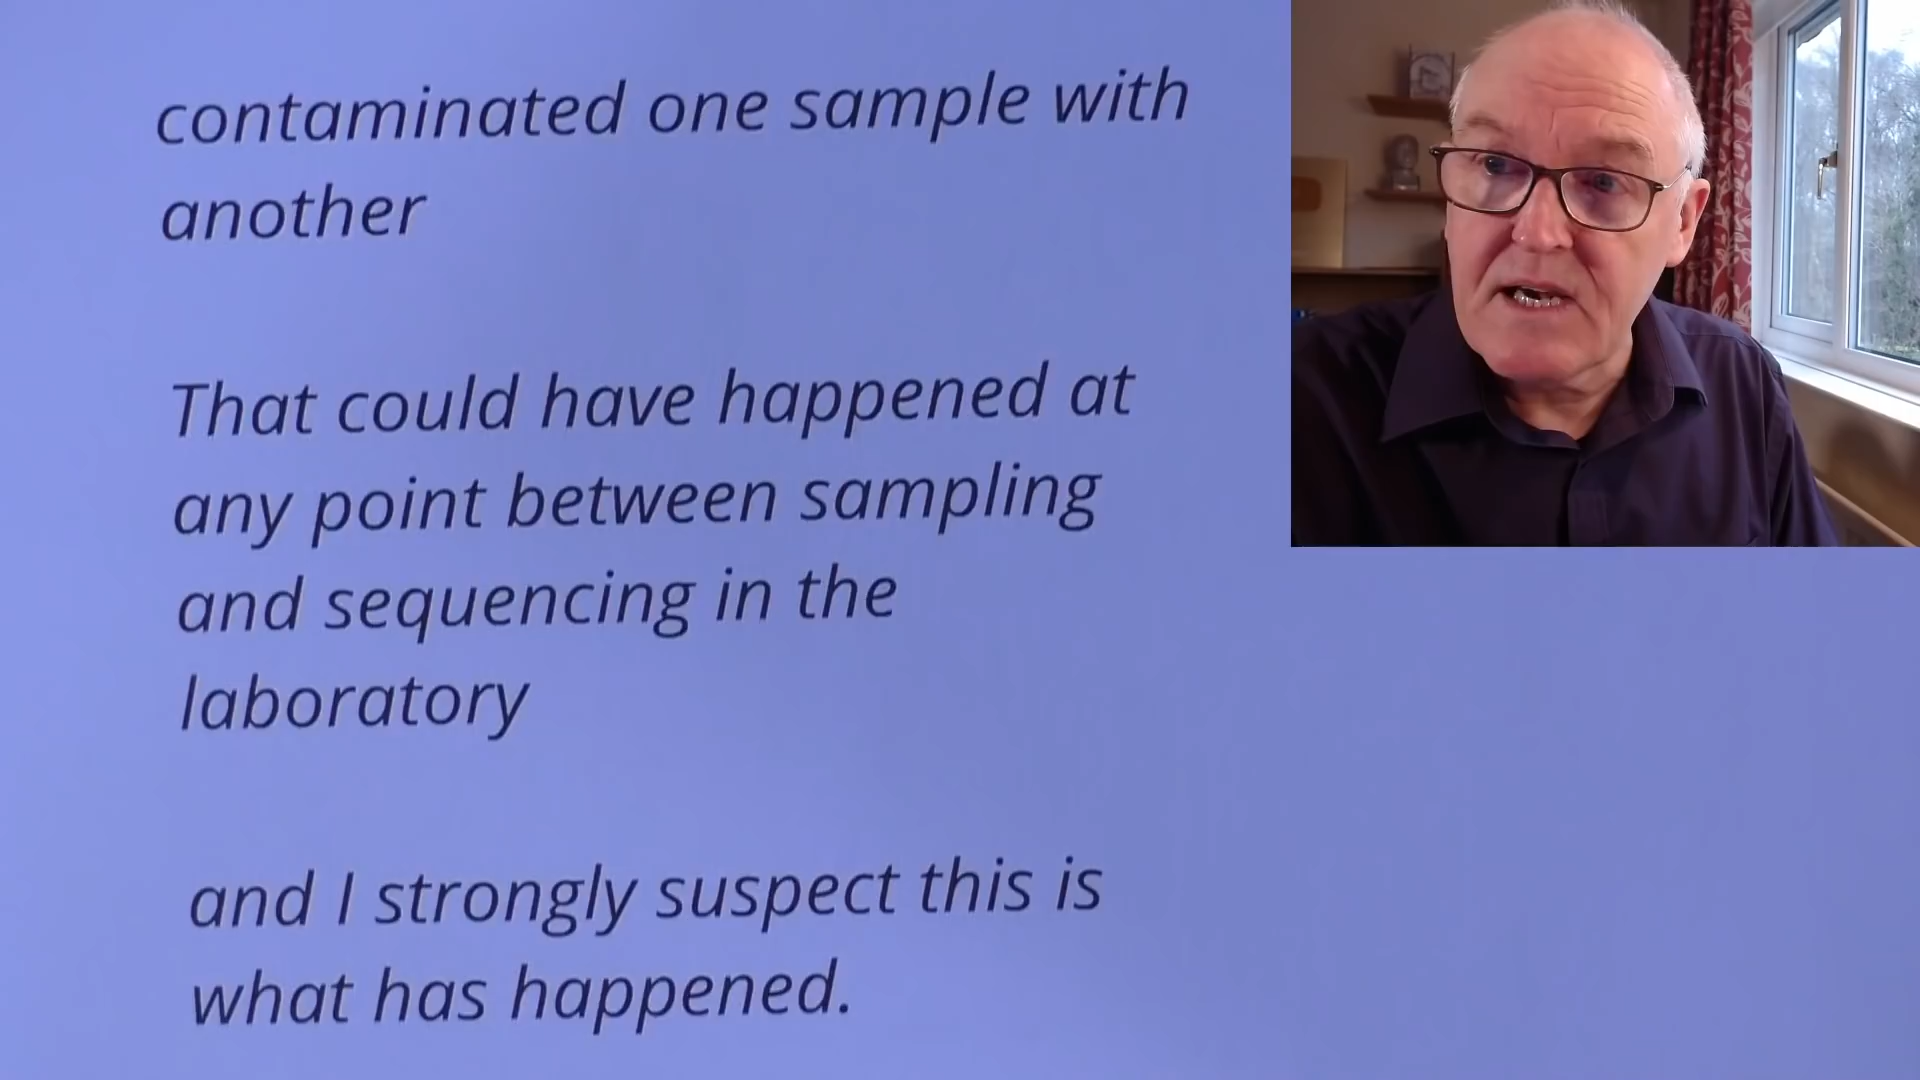 contaminated one sample with
another
That could have happened at
any point between sampling
and sequencing in the
laboratory
and I strongly suspect this is
what has happened.